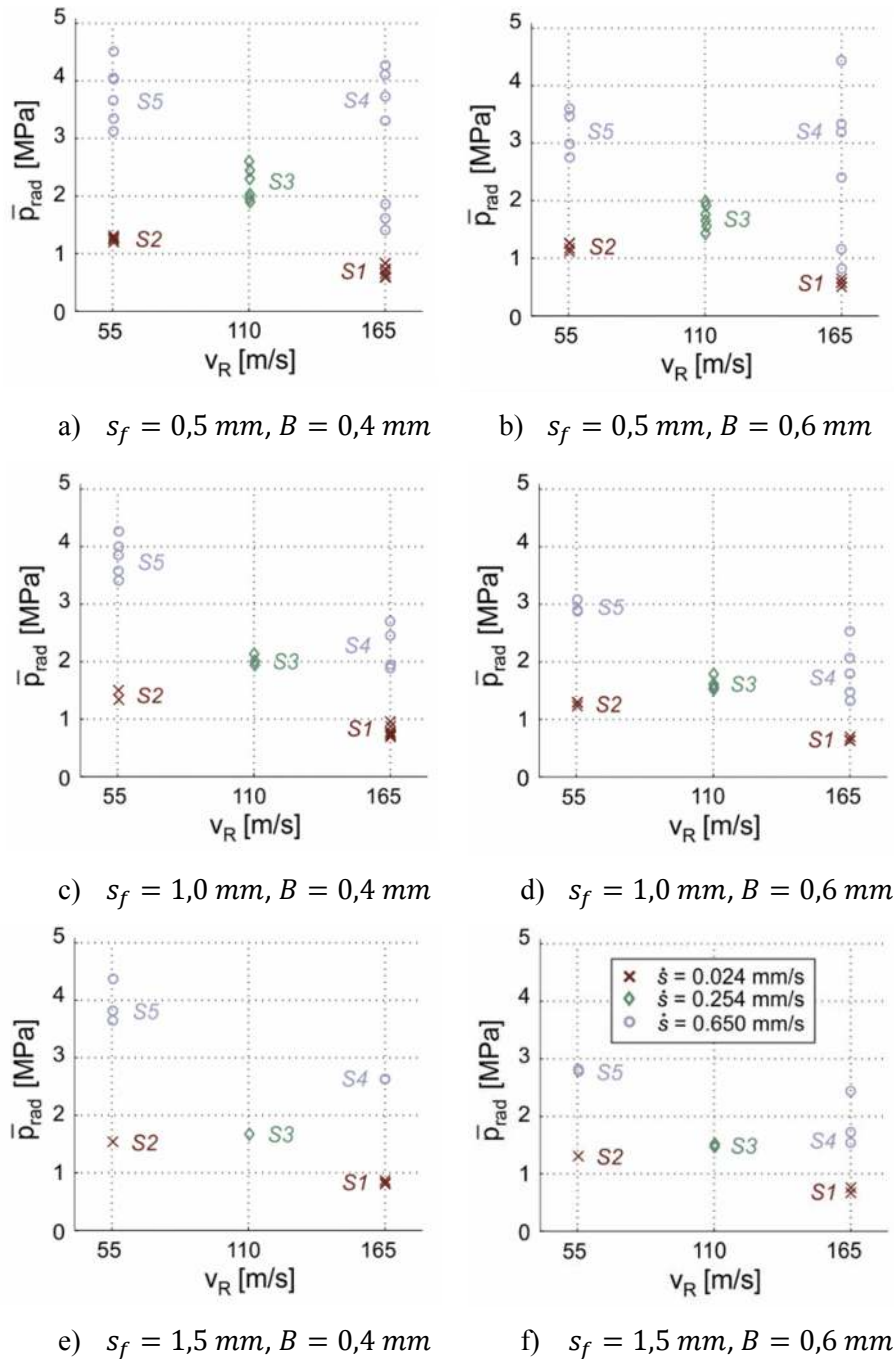 5
4
3
2
1
0
p̄rad [MPa]
S5
S4
S3
S2
S1
55 110 165
vR [m/s]
5
4
3
2
1
0
p̄rad [MPa]
S5
S4
S3
S2
S1
55 110 165
vR [m/s]
a) sf = 0,5 mm, B = 0,4 mm
b) sf = 0,5 mm, B = 0,6 mm
5
4
3
2
1
0
p̄rad [MPa]
S5
S4
S3
S2
S1
55 110 165
vR [m/s]
5
4
3
2
1
0
p̄rad [MPa]
S5
S4
S3
S2
S1
55 110 165
vR [m/s]
c) sf = 1,0 mm, B = 0,4 mm
d) sf = 1,0 mm, B = 0,6 mm
5
4
3
2
1
0
p̄rad [MPa]
S5
S4
S3
S2
S1
55 110 165
vR [m/s]
5
4
3
2
1
0
p̄rad [MPa]
ṡ = 0.024 mm/s
ṡ = 0.254 mm/s
ṡ = 0.650 mm/s
S5
S4
S3
S2
S1
55 110 165
vR [m/s]
e) sf = 1,5 mm, B = 0,4 mm
f) sf = 1,5 mm, B = 0,6 mm